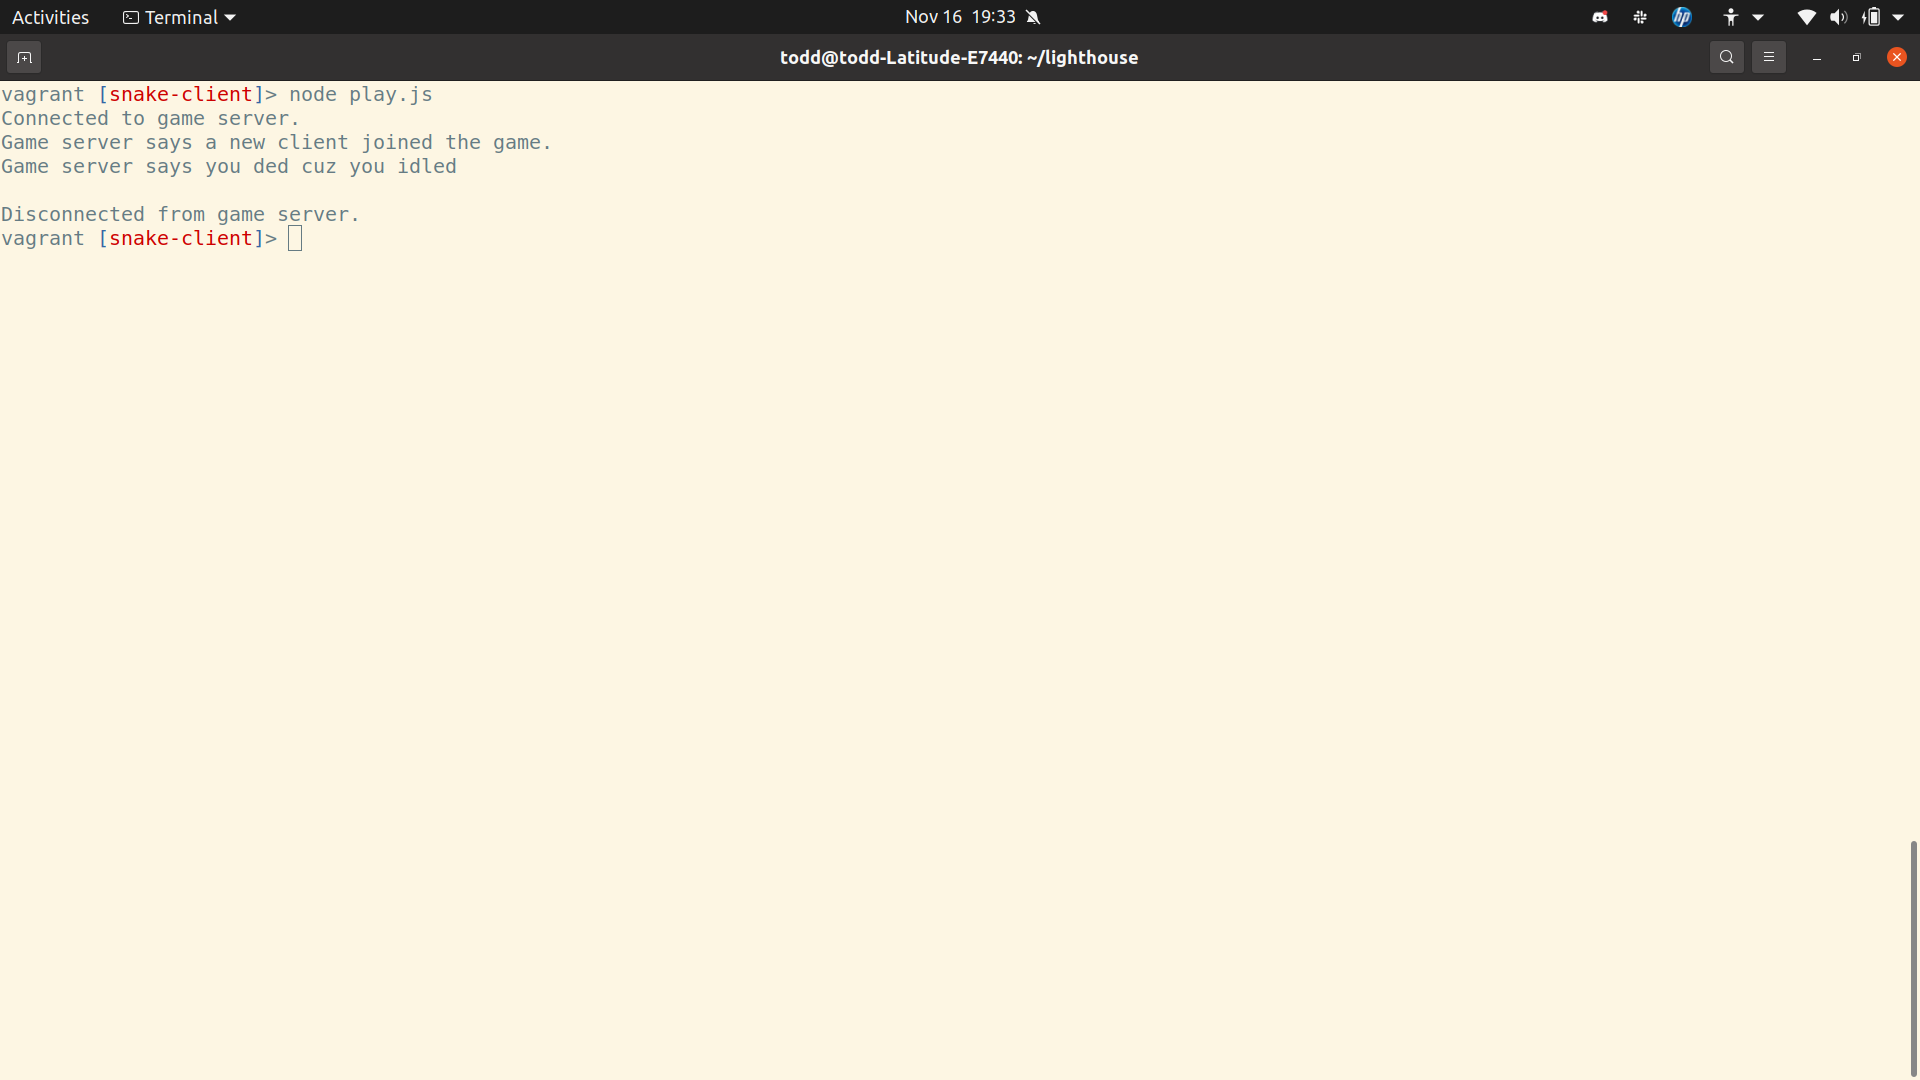 Activities Terminal Nov 16 19:33 hp
todd@todd-Latitude-E7440: ~/lighthouse
vagrant [snake-client]> node play.js
Connected to game server.
Game server says a new client joined the game.
Game server says you ded cuz you idled
Disconnected from game server.
vagrant [snake-client]>